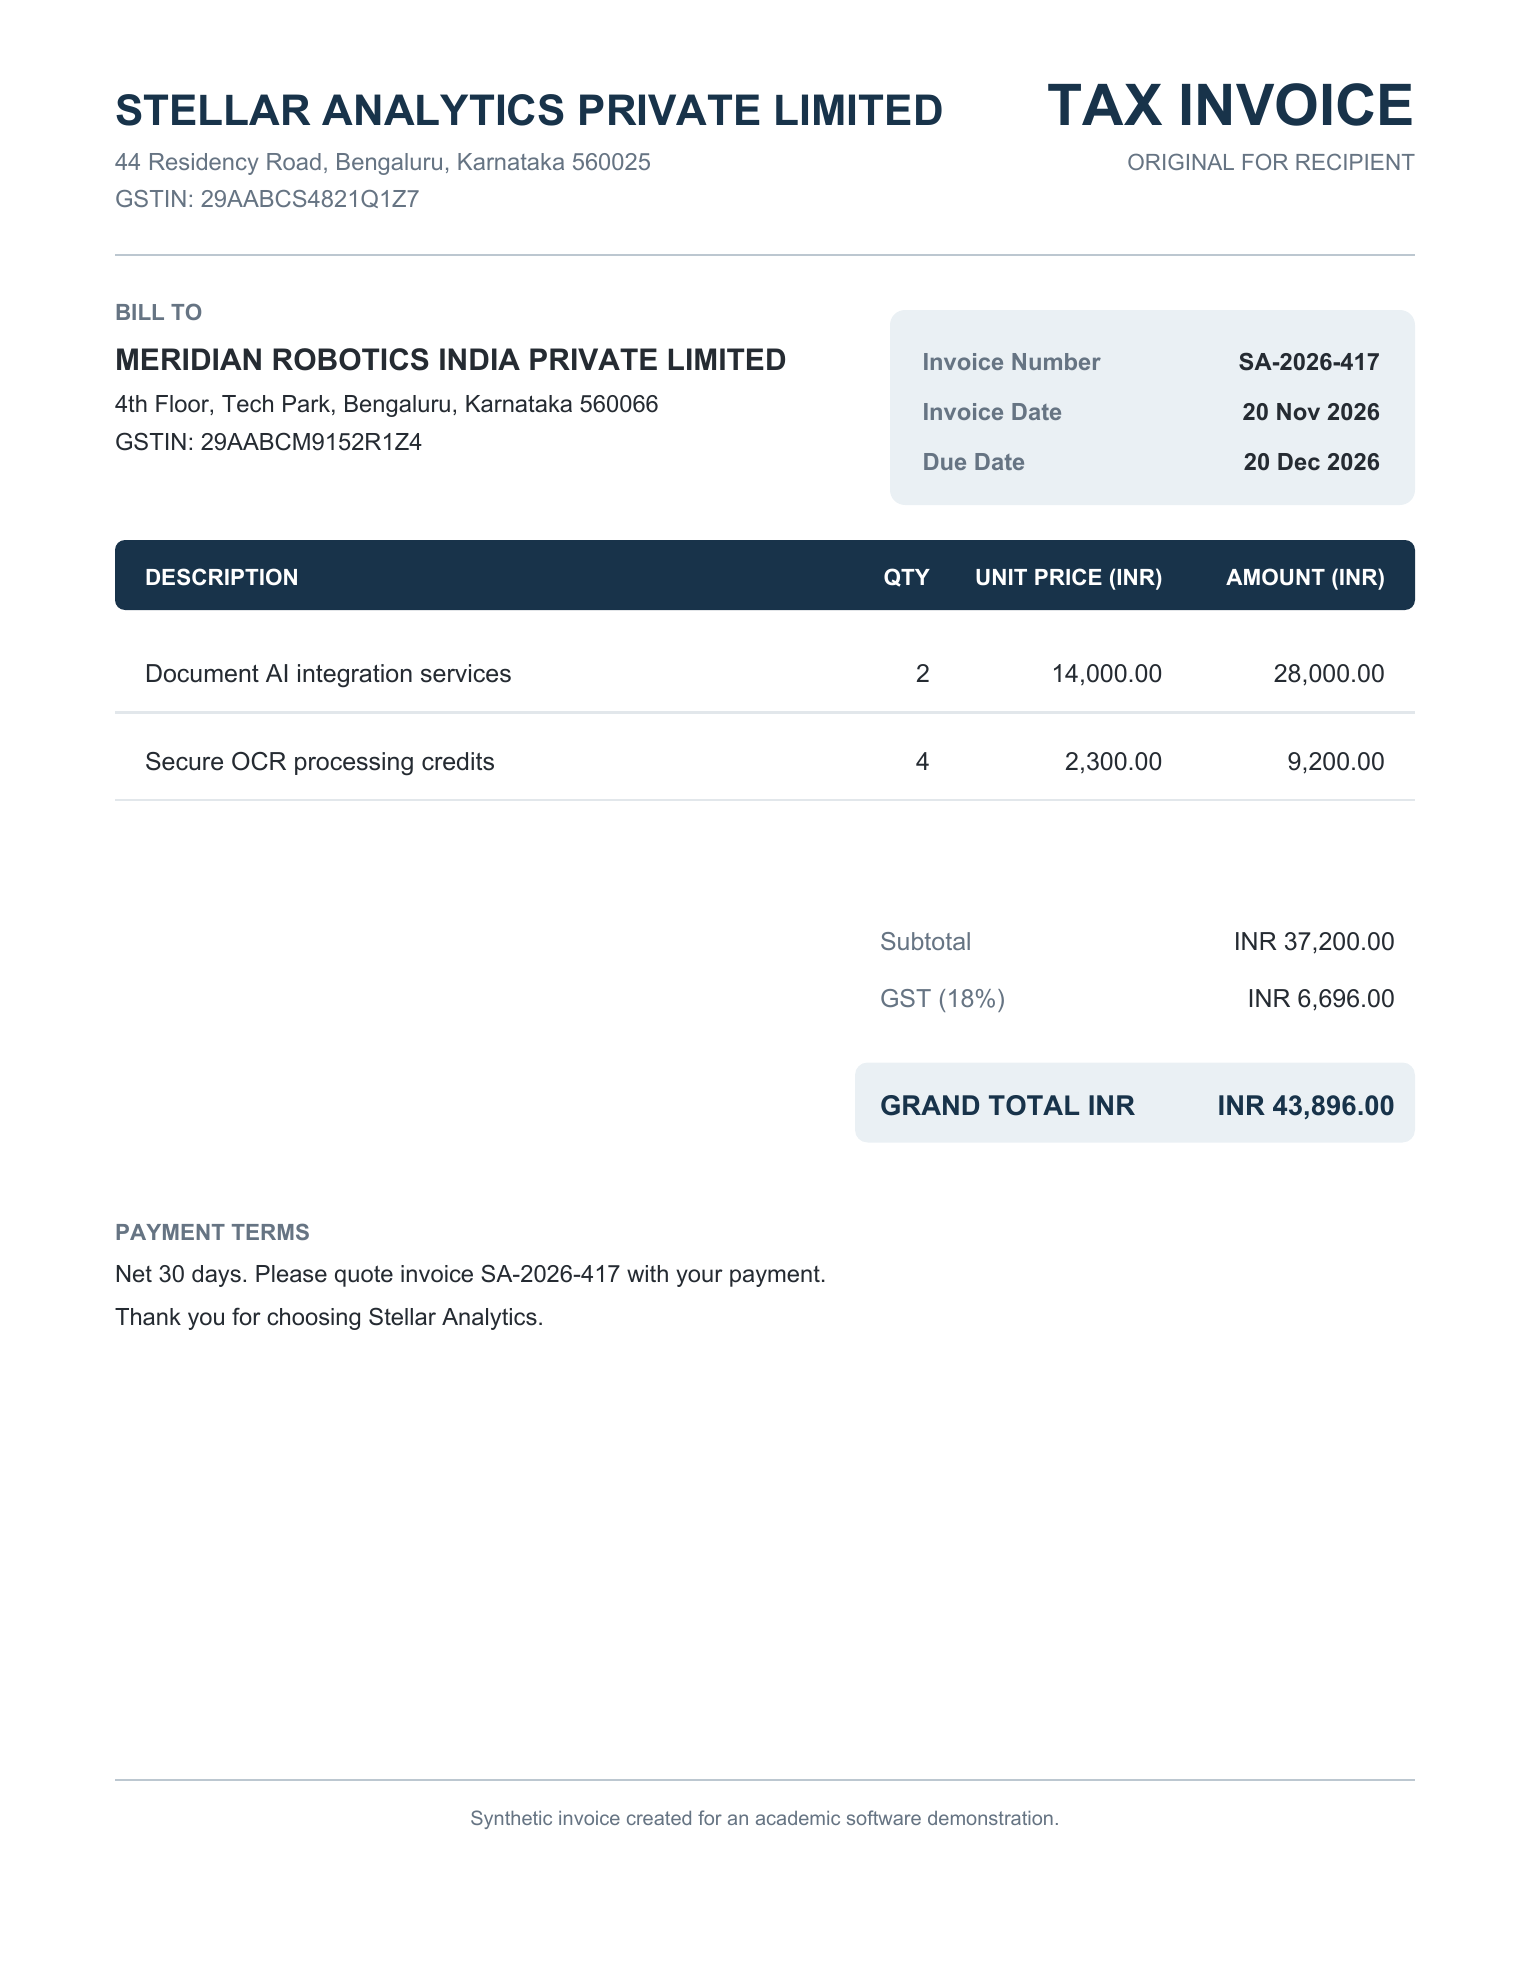 STELLAR ANALYTICS PRIVATE LIMITED TAX INVOICE
44 Residency Road, Bengaluru, Karnataka 560025 ORIGINAL FOR RECIPIENT
GSTIN: 29AABCS4821Q1Z7
BILL TO
MERIDIAN ROBOTICS INDIA PRIVATE LIMITED
4th Floor, Tech Park, Bengaluru, Karnataka 560066
GSTIN: 29AABCM9152R1Z4
Invoice Number SA-2026-417
Invoice Date 20 Nov 2026
Due Date 20 Dec 2026
DESCRIPTION QTY UNIT PRICE (INR) AMOUNT (INR)
Document AI integration services 2 14,000.00 28,000.00
Secure OCR processing credits 4 2,300.00 9,200.00
Subtotal INR 37,200.00
GST (18%) INR 6,696.00
GRAND TOTAL INR INR 43,896.00
PAYMENT TERMS
Net 30 days. Please quote invoice SA-2026-417 with your payment.
Thank you for choosing Stellar Analytics.
Synthetic invoice created for an academic software demonstration.